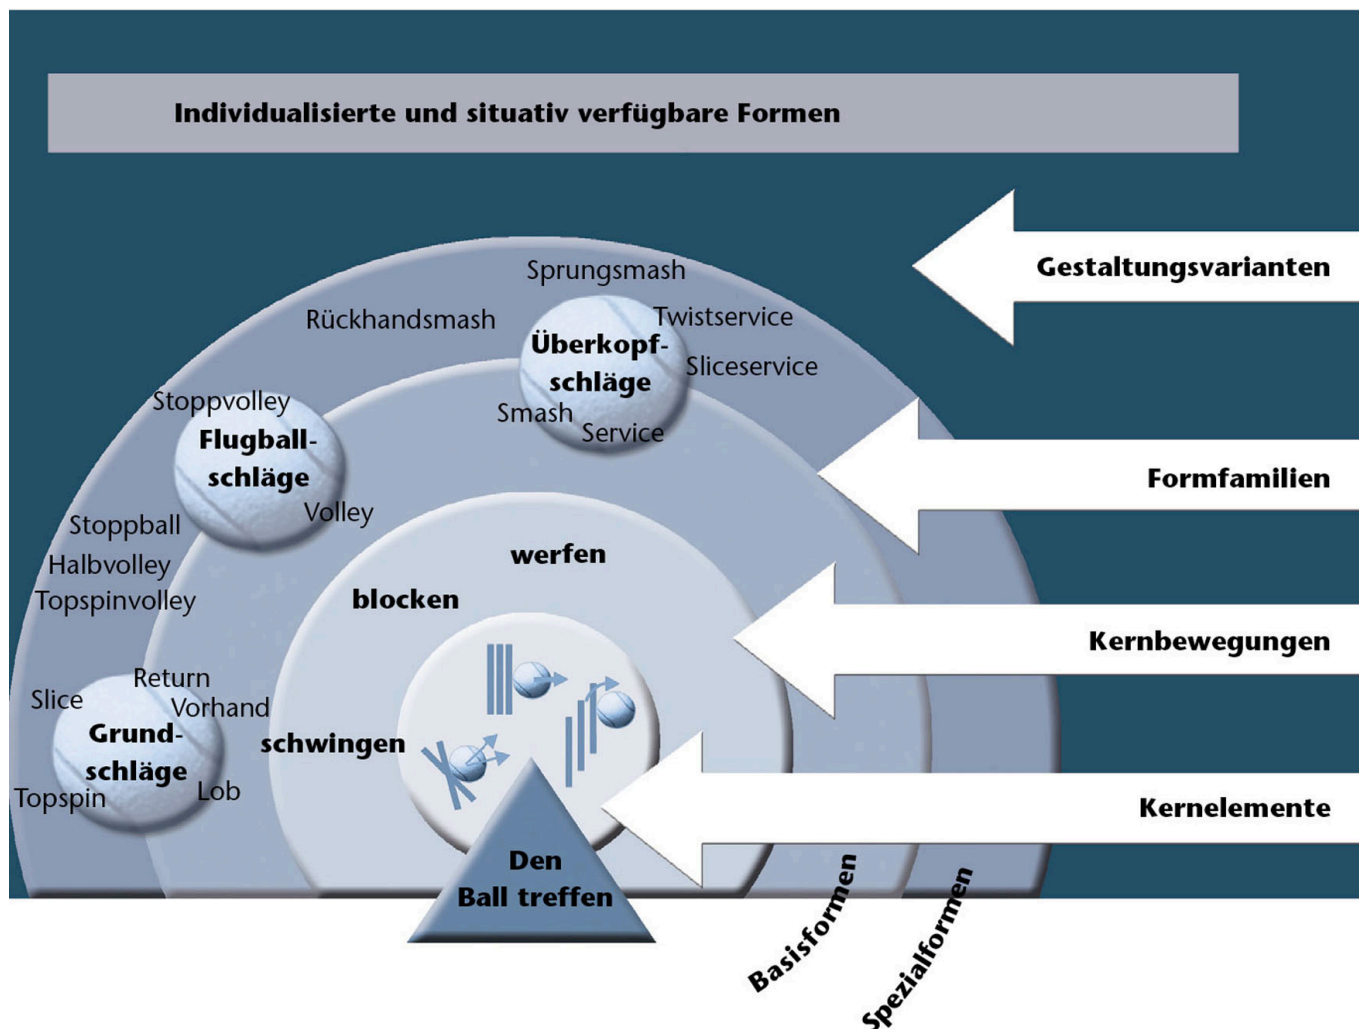 Individualisierte und situativ verfügbare Formen
Gestaltungsvarianten
Sprungsmash
Rückhandsmash
Twistservice
Überkopf-
schläge
Sliceservice
Smash
Service
Stoppvolley
Flugball-
schläge
Volley
Formfamilien
Stoppball
Halbvolley
Topspinvolley
werfen
blocken
Kernbewegungen
Return
Slice
Vorhand
Grund-
schläge
Topspin
Lob
schwingen
Kernelemente
Den
Ball treffen
Basisformen
Spezialformen